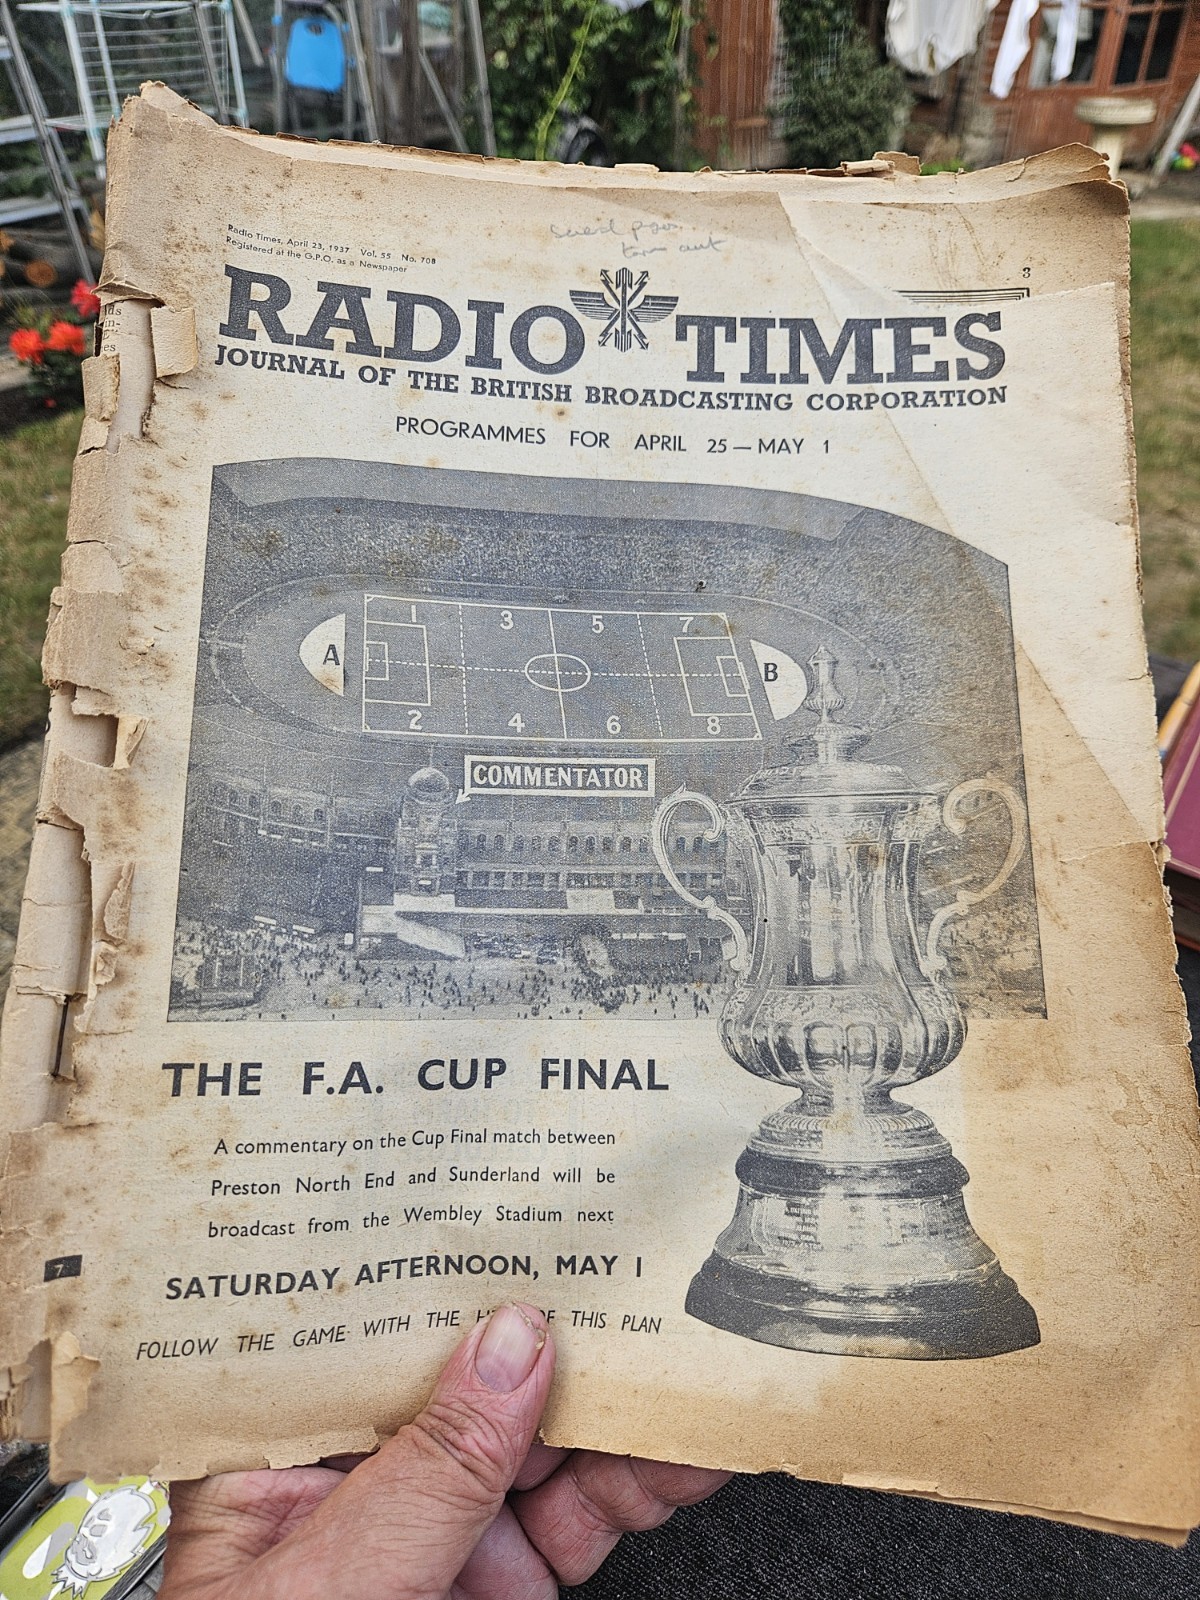 Radio Times, April 23, 1937 Vol. 55 No. 708
Registered at the G.P.O. as a Newspaper
torn out
3
RADIO TIMES
JOURNAL OF THE BRITISH BROADCASTING CORPORATION
PROGRAMMES FOR APRIL 25 — MAY 1
1 3 5 7
A B
2 4 6 8
COMMENTATOR
THE F.A. CUP FINAL
A commentary on the Cup Final match between
Preston North End and Sunderland will be
broadcast from the Wembley Stadium next
SATURDAY AFTERNOON, MAY 1
FOLLOW THE GAME WITH THE OF THIS PLAN
7